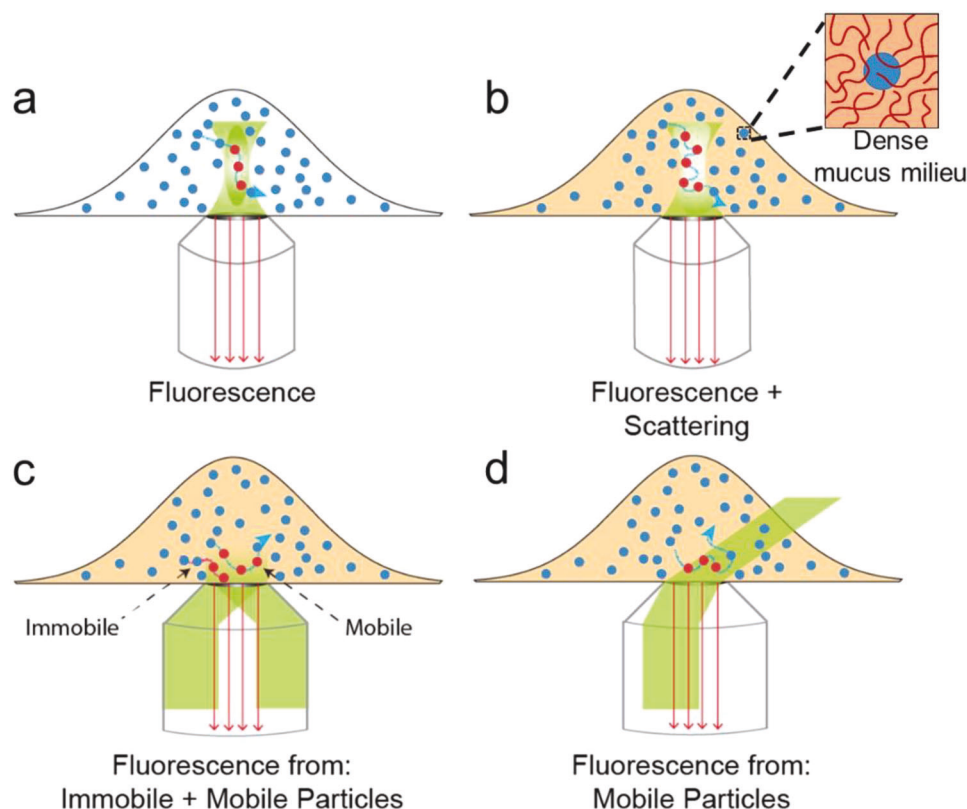 a
b
Dense
mucus milieu
Fluorescence
Fluorescence +
Scattering
c
d
Immobile
Mobile
Fluorescence from:
Immobile + Mobile Particles
Fluorescence from:
Mobile Particles